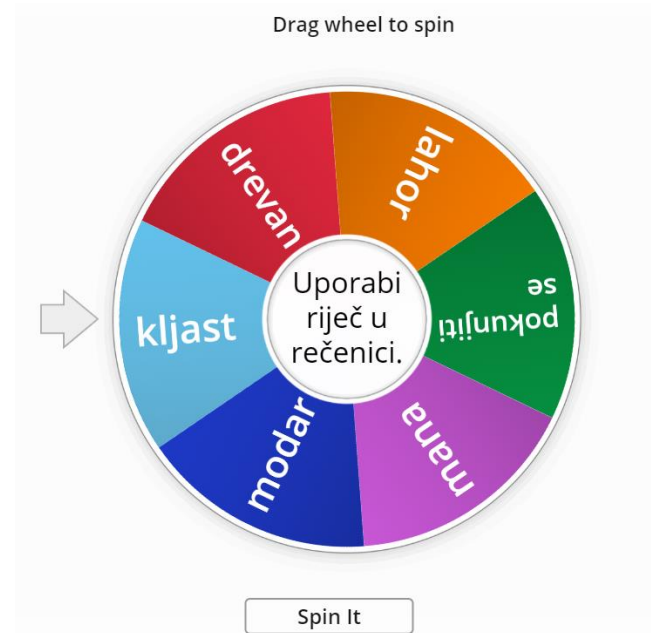 Drag wheel to spin
drevan
lahor
pokunjiti
se
mana
modar
kljast
Uporabi
riječ u
rečenici.
Spin It